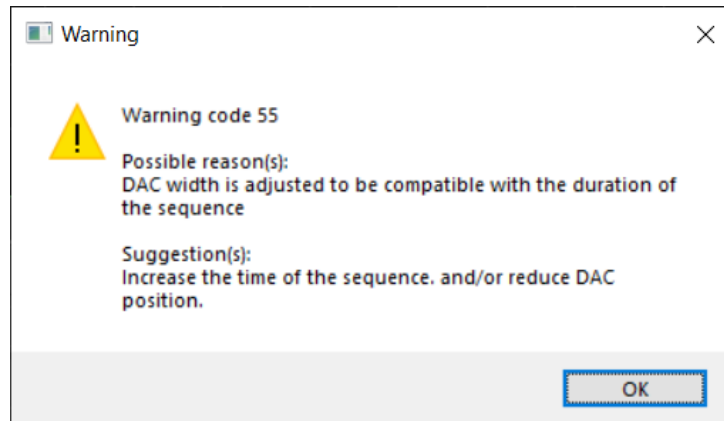 Warning
Warning code 55
Possible reason(s):
DAC width is adjusted to be compatible with the duration of
the sequence
Suggestion(s):
Increase the time of the sequence. and/or reduce DAC
position.
OK